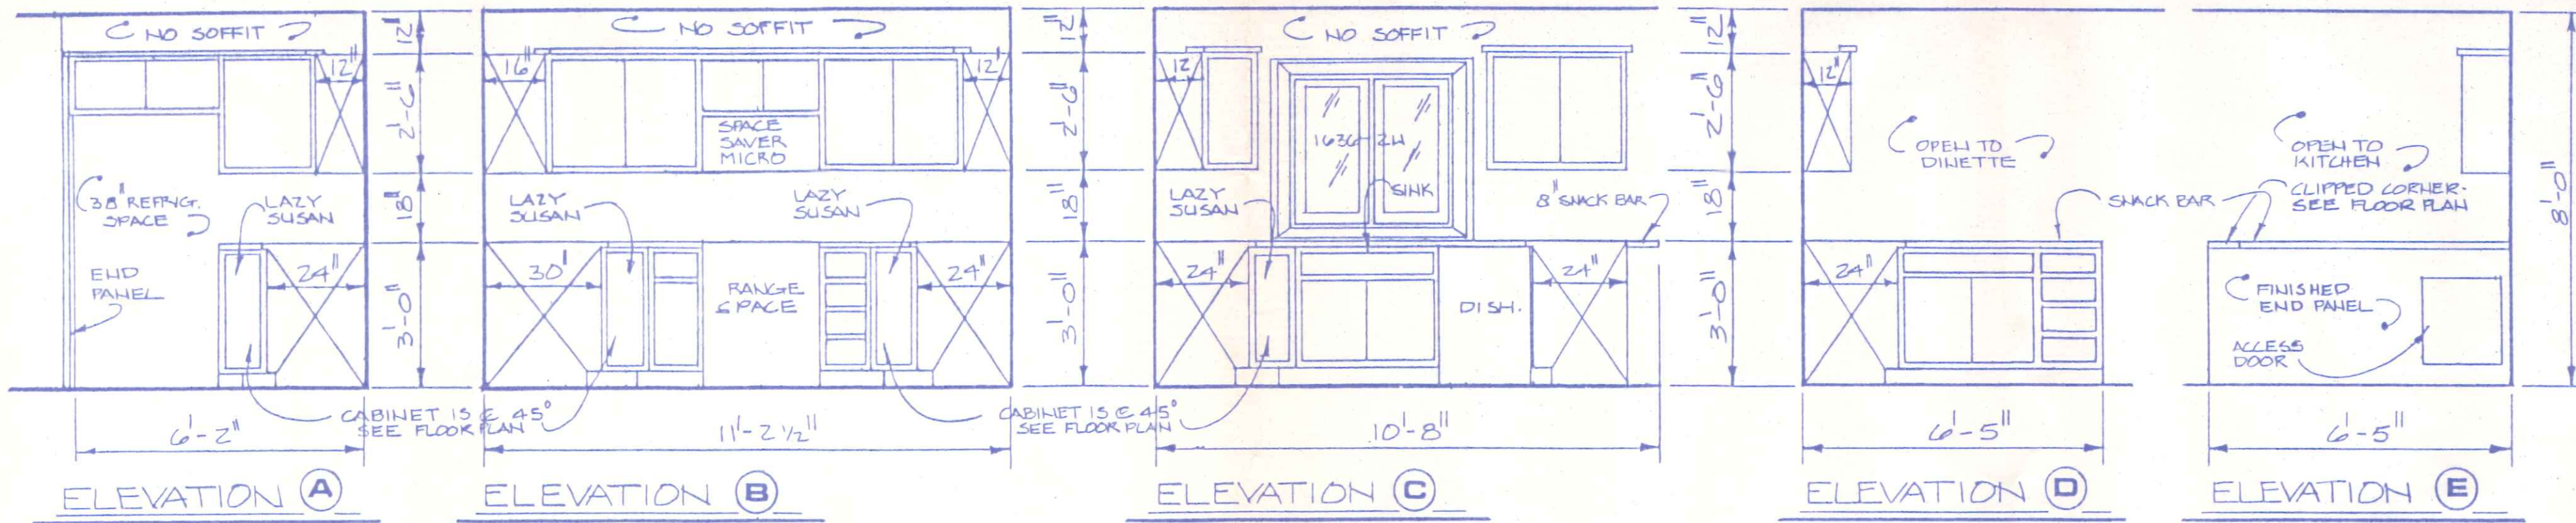 NO SOFFIT
12"
12"
2'-6"
38" REFRIG.
SPACE
LAZY
SUSAN
18"
END
PANEL
24"
3'-0"
CABINET IS @ 45°
SEE FLOOR PLAN
6'-2"
ELEVATION A
NO SOFFIT
16"
12"
SPACE
SAVER
MICRO
LAZY
SUSAN
LAZY
SUSAN
30"
RANGE
SPACE
24"
12"
2'-6"
18"
3'-0"
CABINET IS @ 45°
SEE FLOOR PLAN
11'-2 1/2"
ELEVATION B
NO SOFFIT
12
1636-2W
LAZY
SUSAN
SINK
8" SNACK BAR
24"
DISH.
24"
12"
2'-6"
18"
3'-0"
10'-8"
ELEVATION C
12"
OPEN TO
DINETTE
SNACK BAR
24"
6'-5"
ELEVATION D
OPEN TO
KITCHEN
CLIPPED CORNER-
SEE FLOOR PLAN
FINISHED
END PANEL
ACCESS
DOOR
8'-0"
6'-5"
ELEVATION E